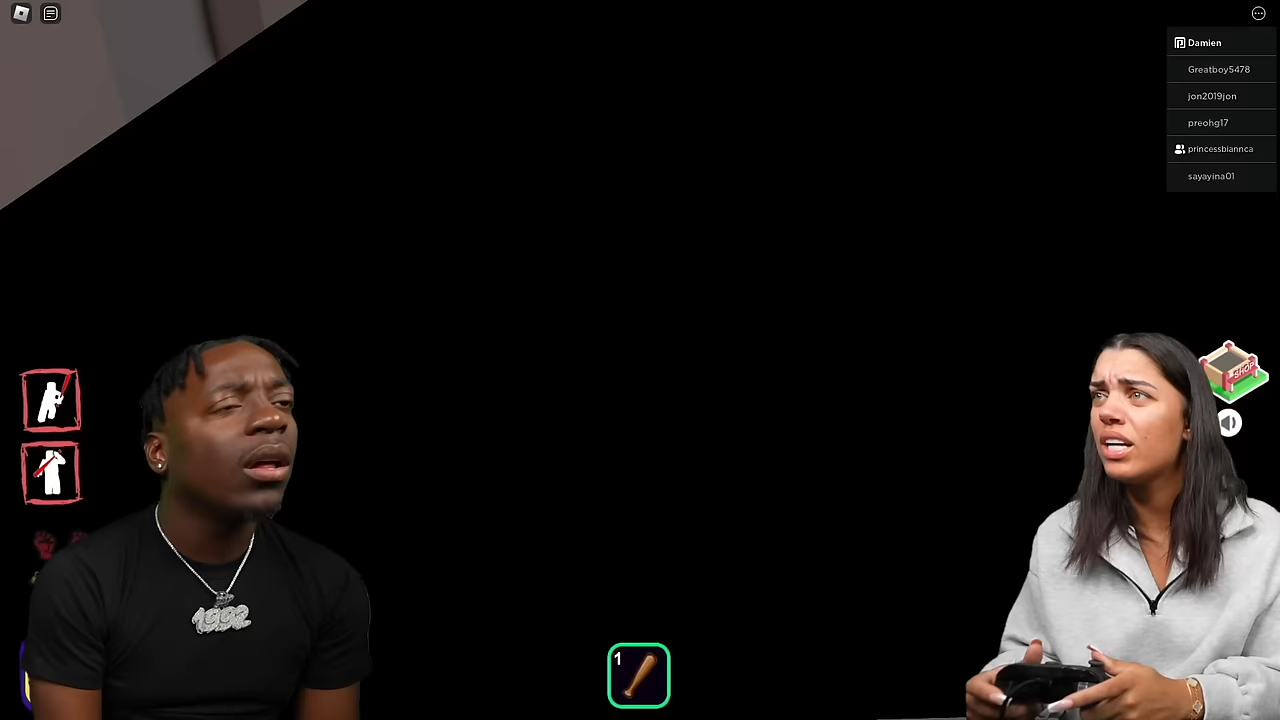 Damien
Greatboy5478
jon2019jon
preohg17
princessbiannca
sayayina01
SHOP
1992
1